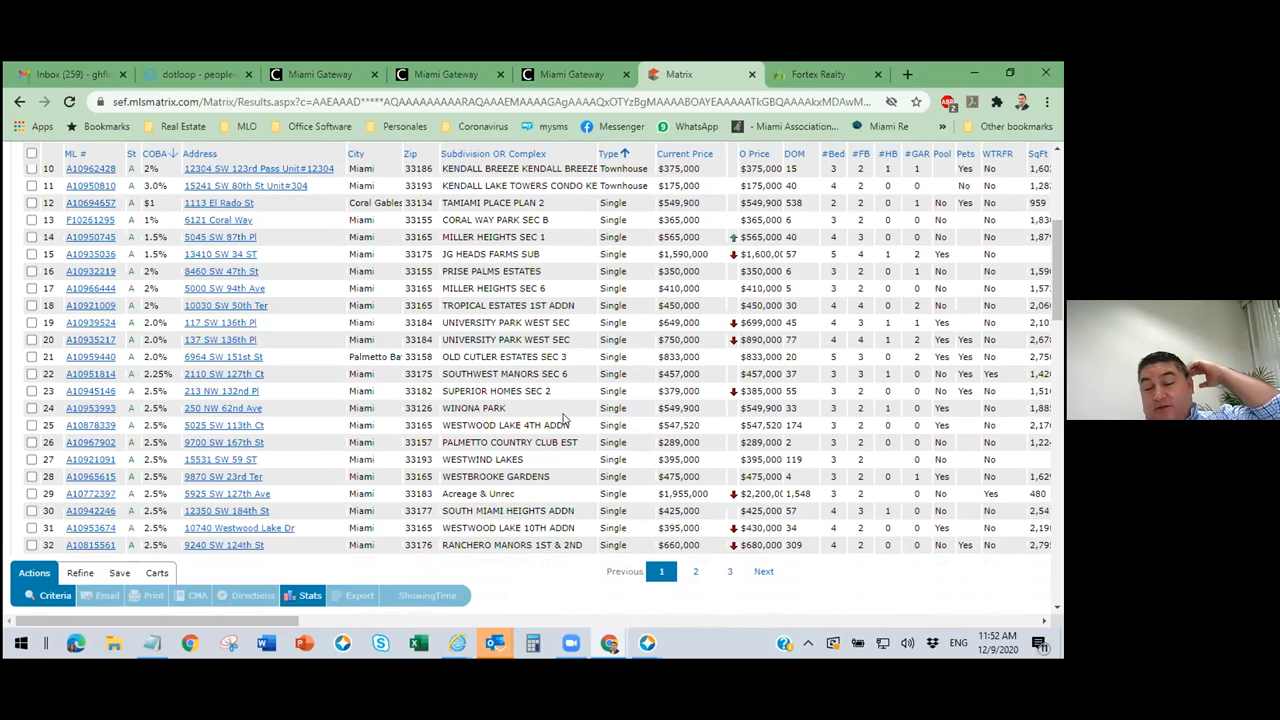 Inbox (259) - ghfl dotloop - people Miami Gateway Miami Gateway Miami Gateway Matrix Fortex Realty
sef.mlsmatrix.com/Matrix/Results.aspx?c=AAEAAAD*****AQAAAAAAAAARAQAAAEMAAAAGAgAAAAQxOTYzBgMAAAABOAYEAAAAATkGBQAAAAkxMDAwM...
Apps Bookmarks Real Estate MLO Office Software Personales Coronavirus mysms Messenger WhatsApp - Miami Association... Miami Re » Other bookmarks
ML # St COBA Address City Zip Subdivision OR Complex Type Current Price O Price DOM #Bed #FB #HB #GAR Pool Pets WTRFR SqFt
10 A10962428 A 2% 12304 SW 123rd Pass Unit#12304 Miami 33186 KENDALL BREEZE KENDALL BREEZE Townhouse $375,000 $375,000 15 3 2 1 1 Pool Yes No 1,60
11 A10950810 A 3.0% 15241 SW 80th St Unit#304 Miami 33193 KENDALL LAKE TOWERS CONDO KE Townhouse $175,000 $175,000 40 4 2 0 0 No No 1,28
12 A10694657 A $1 1113 El Rado St Coral Gables 33134 TAMIAMI PLACE PLAN 2 Single $549,900 $549,900 538 2 2 0 1 No Yes No 959
13 F10261295 A 1% 6121 Coral Way Miami 33155 CORAL WAY PARK SEC B Single $365,000 $365,000 6 3 2 0 0 No No 1,83
14 A10950745 A 1.5% 5045 SW 87th Pl Miami 33165 MILLER HEIGHTS SEC 1 Single $565,000 $565,000 40 4 3 0 0 No No 1,87
15 A10935036 A 1.5% 13410 SW 34 ST Miami 33175 JG HEADS FARMS SUB Single $1,590,000 $1,600,0 57 5 4 1 2 Yes No
16 A10932219 A 2% 8460 SW 47th St Miami 33155 PRISE PALMS ESTATES Single $350,000 $350,000 6 3 2 0 0 No No 1,59
17 A10966444 A 2% 5000 SW 94th Ave Miami 33165 MILLER HEIGHTS SEC 6 Single $410,000 $410,000 5 3 2 0 0 No No 1,57
18 A10921009 A 2% 10030 SW 50th Ter Miami 33165 TROPICAL ESTATES 1ST ADDN Single $450,000 $450,000 30 4 4 0 0 No No 2,06
19 A10939524 A 2.0% 117 SW 136th Pl Miami 33184 UNIVERSITY PARK WEST SEC Single $649,000 $699,000 45 4 3 1 1 Yes No 2,10
20 A10935217 A 2.0% 137 SW 136th Pl Miami 33184 UNIVERSITY PARK WEST SEC Single $750,000 $890,000 77 4 4 1 2 Yes Yes No 2,67
21 A10959440 A 2.0% 6964 SW 151st St Palmetto Ba 33158 OLD CUTLER ESTATES SEC 3 Single $833,000 $833,000 20 5 3 0 2 Yes Yes No 2,75
22 A10951814 A 2.25% 2110 SW 127th Ct Miami 33175 SOUTHWEST MANORS SEC 6 Single $457,000 $457,000 37 3 3 1 0 No Yes Yes 1,42
23 A10945146 A 2.5% 213 NW 132nd Pl Miami 33182 SUPERIOR HOMES SEC 2 Single $379,000 $385,000 55 3 2 0 0 No Yes No 1,51
24 A10953993 A 2.5% 250 NW 62nd Ave Miami 33126 WINONA PARK Single $549,900 $549,900 33 3 2 1 0 Yes No 1,88
25 A10878339 A 2.5% 5025 SW 113th Ct Miami 33165 WESTWOOD LAKE 4TH ADDN Single $547,520 $547,520 174 4 2 0 0 Yes No 2,17
26 A10967902 A 2.5% 9700 SW 167th St Miami 33157 PALMETTO COUNTRY CLUB EST Single $289,000 $289,000 2 3 2 0 0 No Yes No 1,22
27 A10921091 A 2.5% 15531 SW 59 ST Miami 33193 WESTWIND LAKES Single $395,000 $395,000 119 3 2 0 0 No No
28 A10965615 A 2.5% 9870 SW 23rd Ter Miami 33165 WESTBROOKE GARDENS Single $475,000 $475,000 4 3 2 0 1 Yes Yes No 1,62
29 A10772397 A 2.5% 5925 SW 127th Ave Miami 33183 Acreage & Unrec Single $1,955,000 $2,200,0 1,548 3 2 0 0 No Yes 480
30 A10942246 A 2.5% 12350 SW 184th St Miami 33177 SOUTH MIAMI HEIGHTS ADDN Single $425,000 $425,000 57 4 3 1 0 No No No 2,54
31 A10953674 A 2.5% 10740 Westwood Lake Dr Miami 33165 WESTWOOD LAKE 10TH ADDN Single $395,000 $430,000 34 4 2 0 0 Yes No 2,19
32 A10815561 A 2.5% 9240 SW 124th St Miami 33176 RANCHERO MANORS 1ST & 2ND Single $660,000 $680,000 309 4 2 0 0 No Yes No 2,79
Actions Refine Save Carts Previous 1 2 3 Next
Criteria Email Print CMA Directions Stats Export ShowingTime
ENG 11:52 AM
12/9/2020